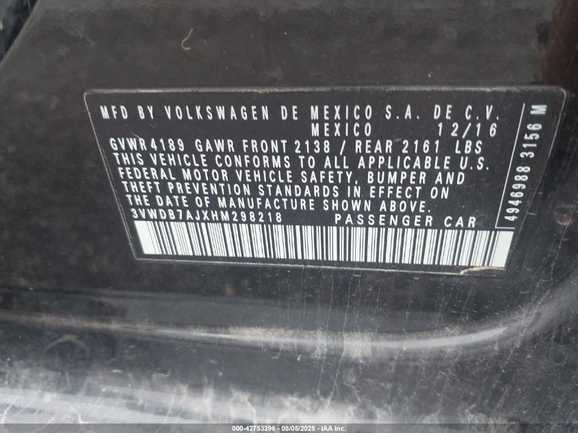 MFD BY VOLKSWAGEN DE MEXICO S.A. DE C.V.
MEXICO 12/16
GVWR 4189 GAWR FRONT 2138 / REAR 2161 LBS
THIS VEHICLE CONFORMS TO ALL APPLICABLE U.S.
FEDERAL MOTOR VEHICLE SAFETY, BUMPER AND
THEFT PREVENTION STANDARDS IN EFFECT ON
THE DATE OF MANUFACTURE SHOWN ABOVE.
3VWDB7AJXHM298218 PASSENGER CAR
4946988 3156 M
000-42753396 - 08/05/2025 - IAA Inc.